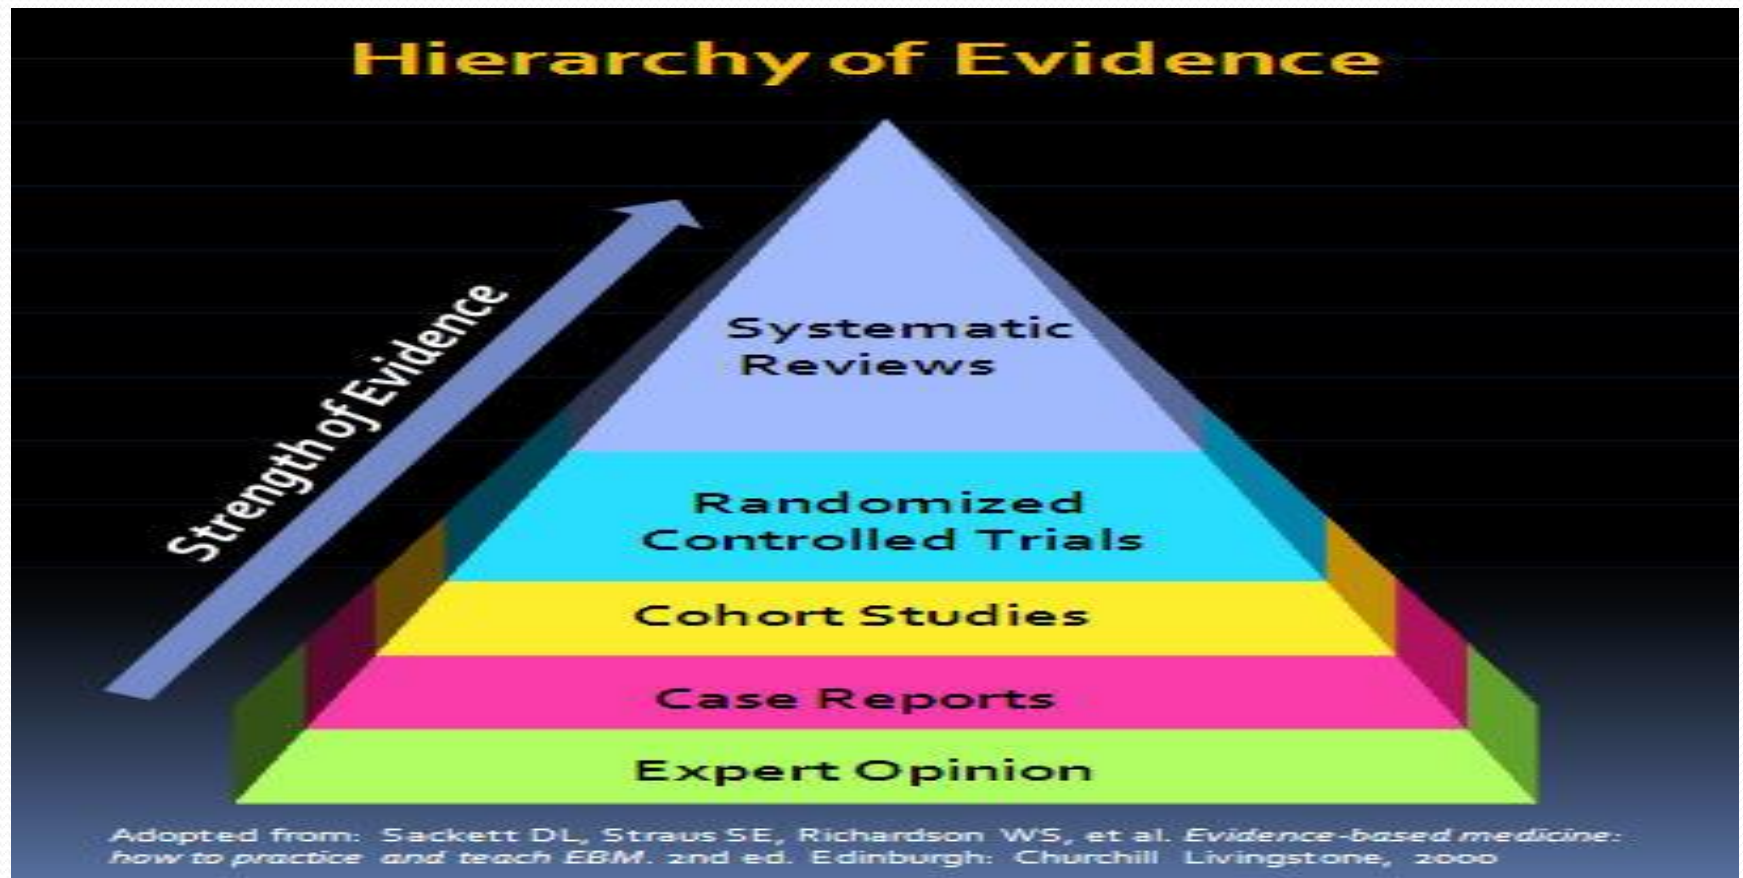 Hierarchy of Evidence
Strength of Evidence
Systematic
Reviews
Randomized
Controlled Trials
Cohort Studies
Case Reports
Expert Opinion
Adopted from: Sackett DL, Straus SE, Richardson WS, et al. Evidence-based medicine:
how to practice and teach EBM. 2nd ed. Edinburgh: Churchill Livingstone, 2000